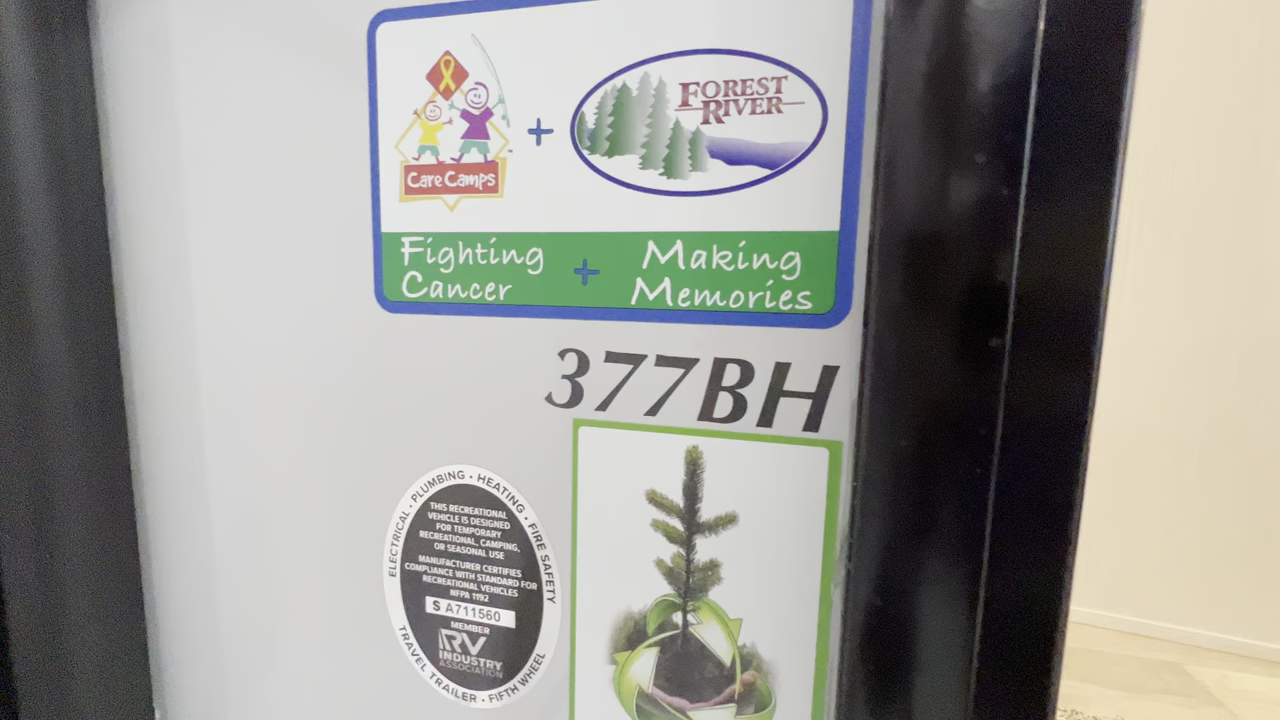 Care Camps
+
FOREST
RIVER
Fighting
Cancer
+
Making
Memories
377BH
ELECTRICAL · PLUMBING · HEATING · FIRE SAFETY
THIS RECREATIONAL
VEHICLE IS DESIGNED
FOR TEMPORARY
RECREATIONAL, CAMPING,
OR SEASONAL USE
MANUFACTURER CERTIFIES
COMPLIANCE WITH STANDARD FOR
RECREATIONAL VEHICLES
NFPA 1192
S A711560
MEMBER
RV
INDUSTRY
ASSOCIATION
TRAVEL TRAILER · FIFTH WHEEL